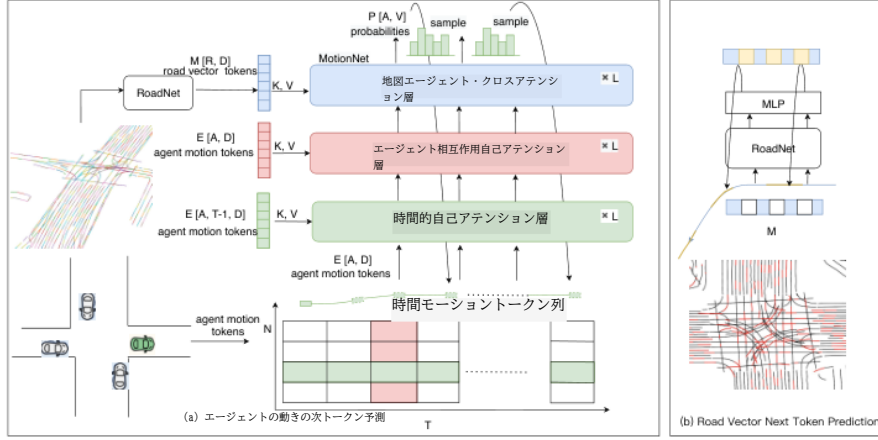 P [A, V]
probabilities
sample
sample
M [R, D]
road vector tokens
MotionNet
RoadNet
K, V
地図エージェント・クロスアテンシ
ョン層
⌘ L
E [A, D]
agent motion tokens
K, V
エージェント相互作用自己アテンション
層
⌘ L
E [A, T-1, D]
agent motion tokens
K, V
時間的自己アテンション層
⌘ L
E [A, D]
agent motion tokens
agent motion
tokens
N
時間モーショントークン列
T
(a) エージェントの動きの次トークン予測
MLP
RoadNet
M
(b) Road Vector Next Token Prediction